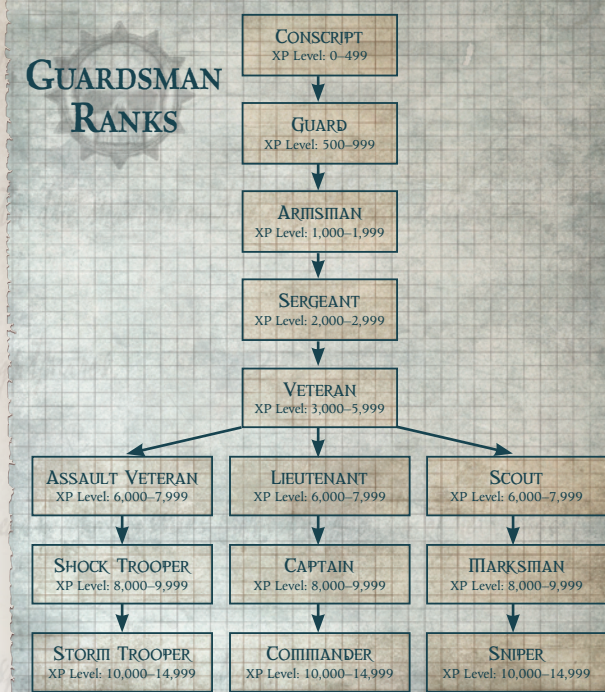 Guardsman
Ranks
Conscript
XP Level: 0–499
Guard
XP Level: 500–999
Armsman
XP Level: 1,000–1,999
Sergeant
XP Level: 2,000–2,999
Veteran
XP Level: 3,000–5,999
Assault Veteran
XP Level: 6,000–7,999
Lieutenant
XP Level: 6,000–7,999
Scout
XP Level: 6,000–7,999
Shock Trooper
XP Level: 8,000–9,999
Captain
XP Level: 8,000–9,999
Marksman
XP Level: 8,000–9,999
Storm Trooper
XP Level: 10,000–14,999
Commander
XP Level: 10,000–14,999
Sniper
XP Level: 10,000–14,999